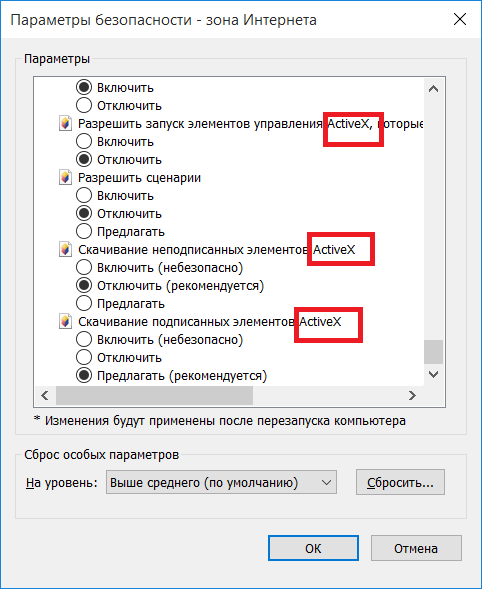 Параметры безопасности - зона Интернета
Параметры
Включить
Отключить
Разрешить запуск элементов управления ActiveX, которые
Включить
Отключить
Разрешить сценарии
Включить
Отключить
Предлагать
Скачивание неподписанных элементов ActiveX
Включить (небезопасно)
Отключить (рекомендуется)
Предлагать
Скачивание подписанных элементов ActiveX
Включить (небезопасно)
Отключить
Предлагать (рекомендуется)
* Изменения будут применены после перезапуска компьютера
Сброс особых параметров
На уровень: Выше среднего (по умолчанию) Сбросить...
ОК Отмена